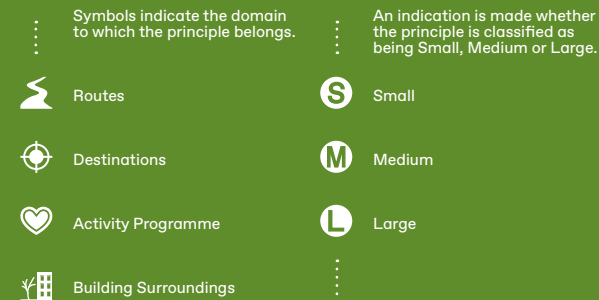 Symbols indicate the domain
to which the principle belongs.
Routes
Destinations
Activity Programme
Building Surroundings
An indication is made whether
the principle is classified as
being Small, Medium or Large.
S Small
M Medium
L Large